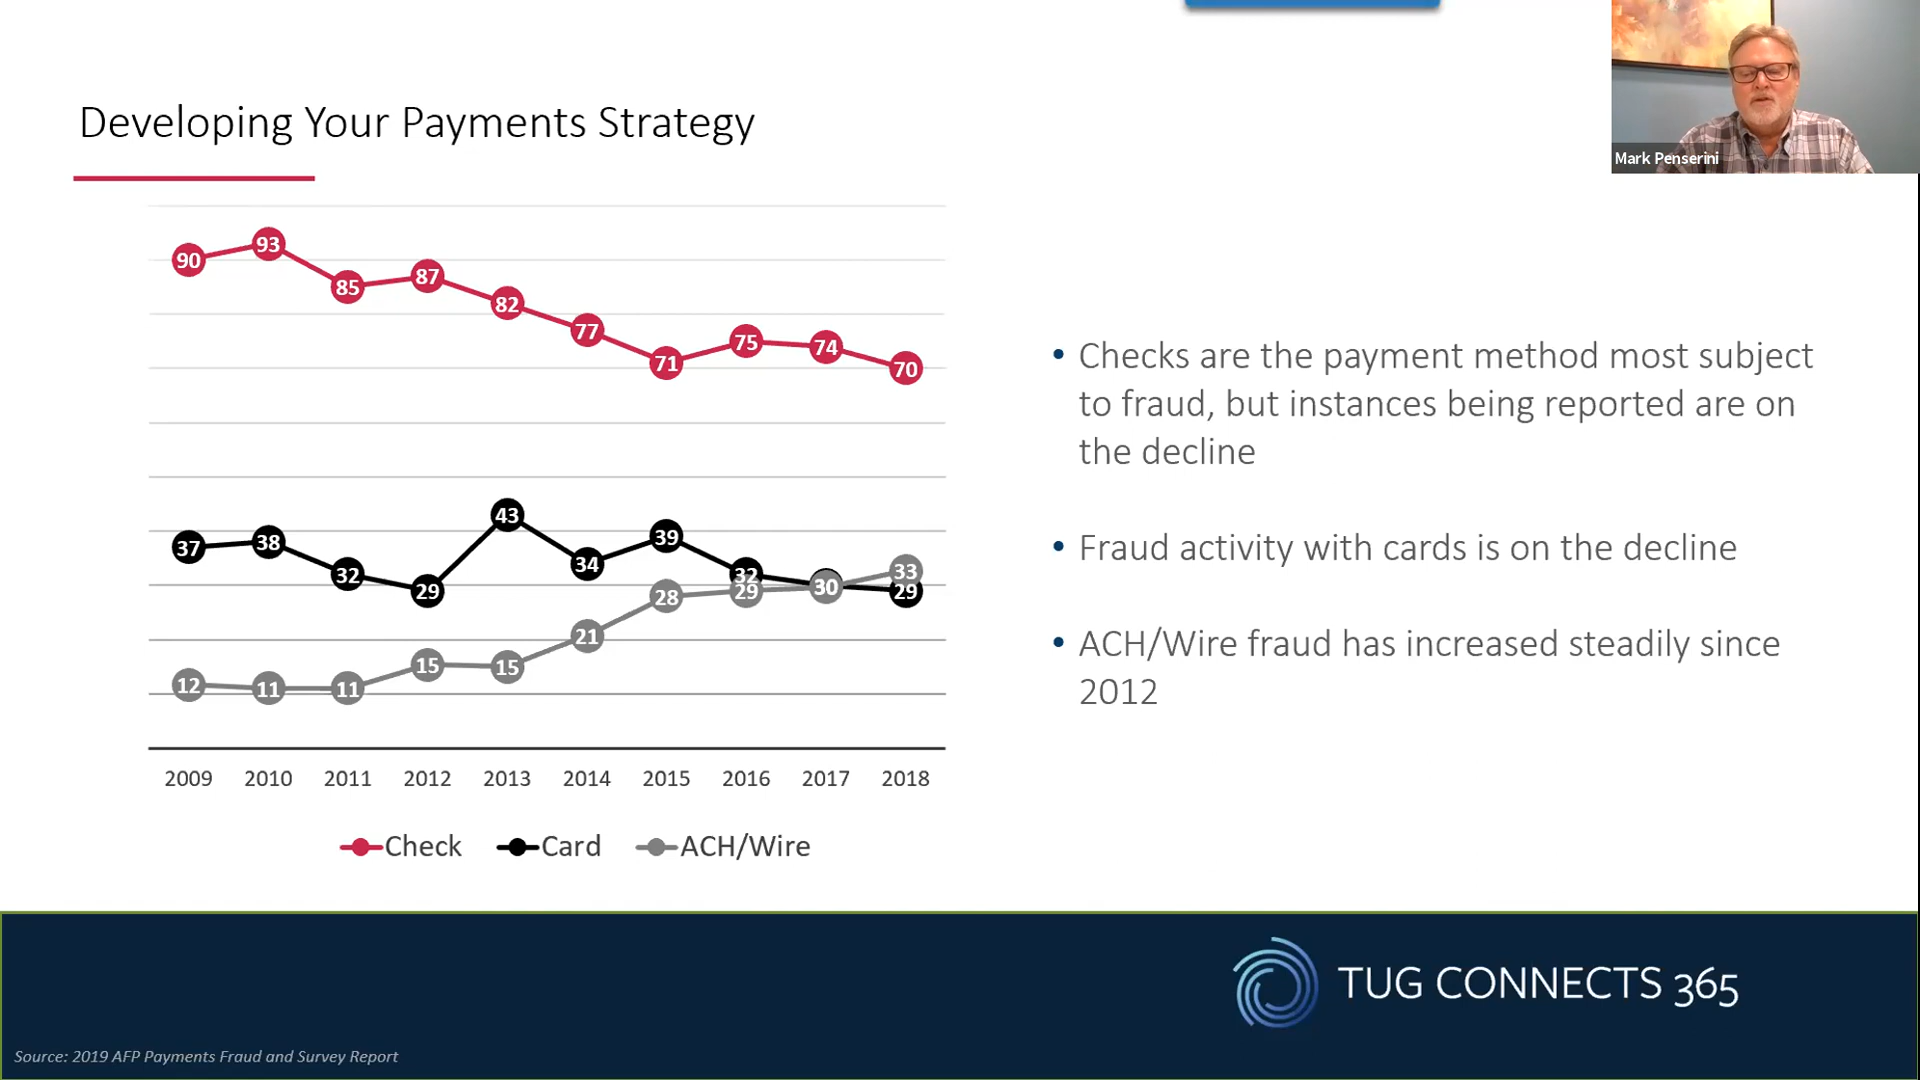 Mark Penserini
Developing Your Payments Strategy
90
93
85
87
82
77
71
75
74
70
37
38
32
29
43
34
39
32
30
29
12
11
11
15
15
21
28
29
33
2009 2010 2011 2012 2013 2014 2015 2016 2017 2018
Check Card ACH/Wire
• Checks are the payment method most subject
to fraud, but instances being reported are on
the decline
• Fraud activity with cards is on the decline
• ACH/Wire fraud has increased steadily since
2012
TUG CONNECTS 365
Source: 2019 AFP Payments Fraud and Survey Report